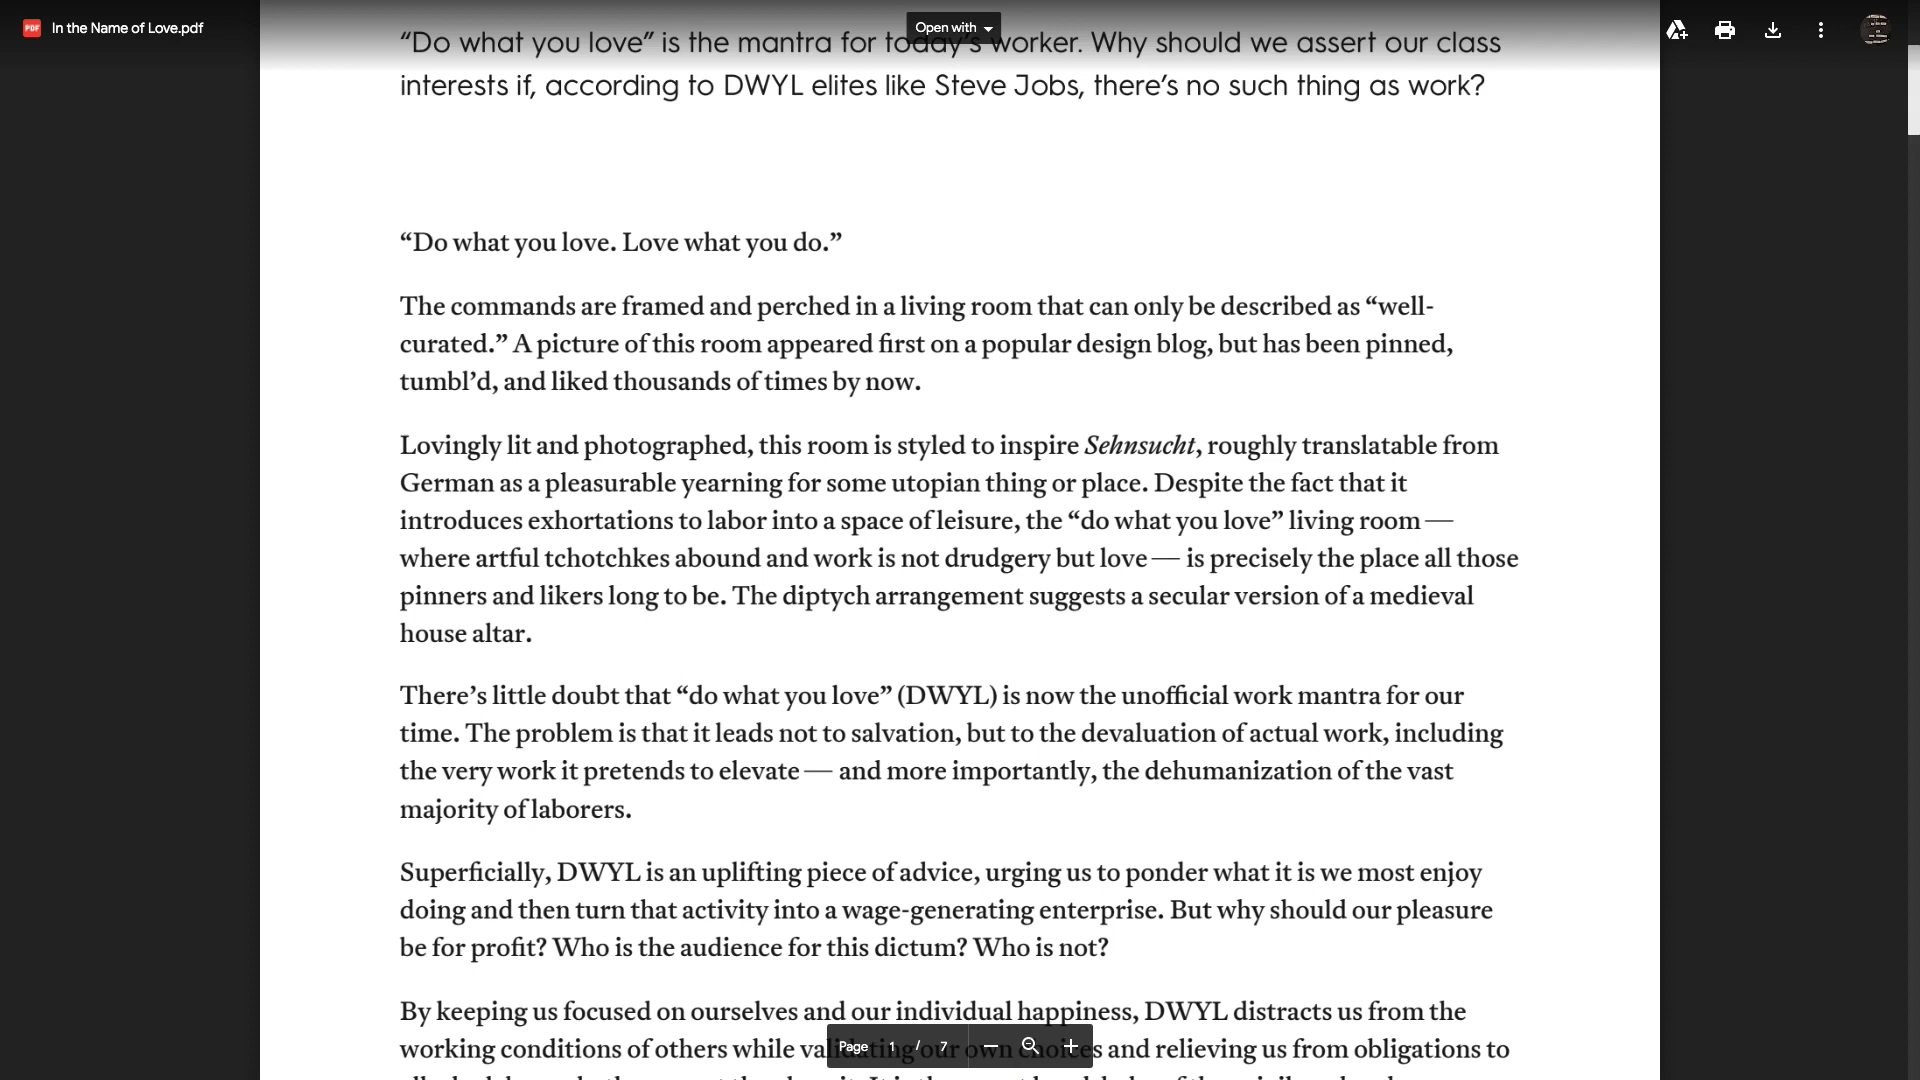 In the Name of Love.pdf
Open with
“Do what you love” is the mantra for today’s worker. Why should we assert our class
interests if, according to DWYL elites like Steve Jobs, there’s no such thing as work?
“Do what you love. Love what you do.”
The commands are framed and perched in a living room that can only be described as “well-
curated.” A picture of this room appeared first on a popular design blog, but has been pinned,
tumbl’d, and liked thousands of times by now.
Lovingly lit and photographed, this room is styled to inspire Sehnsucht, roughly translatable from
German as a pleasurable yearning for some utopian thing or place. Despite the fact that it
introduces exhortations to labor into a space of leisure, the “do what you love” living room —
where artful tchotchkes abound and work is not drudgery but love — is precisely the place all those
pinners and likers long to be. The diptych arrangement suggests a secular version of a medieval
house altar.
There’s little doubt that “do what you love” (DWYL) is now the unofficial work mantra for our
time. The problem is that it leads not to salvation, but to the devaluation of actual work, including
the very work it pretends to elevate — and more importantly, the dehumanization of the vast
majority of laborers.
Superficially, DWYL is an uplifting piece of advice, urging us to ponder what it is we most enjoy
doing and then turn that activity into a wage-generating enterprise. But why should our pleasure
be for profit? Who is the audience for this dictum? Who is not?
By keeping us focused on ourselves and our individual happiness, DWYL distracts us from the
working conditions of others while validating our own choices and relieving us from obligations to
Page 1 / 7